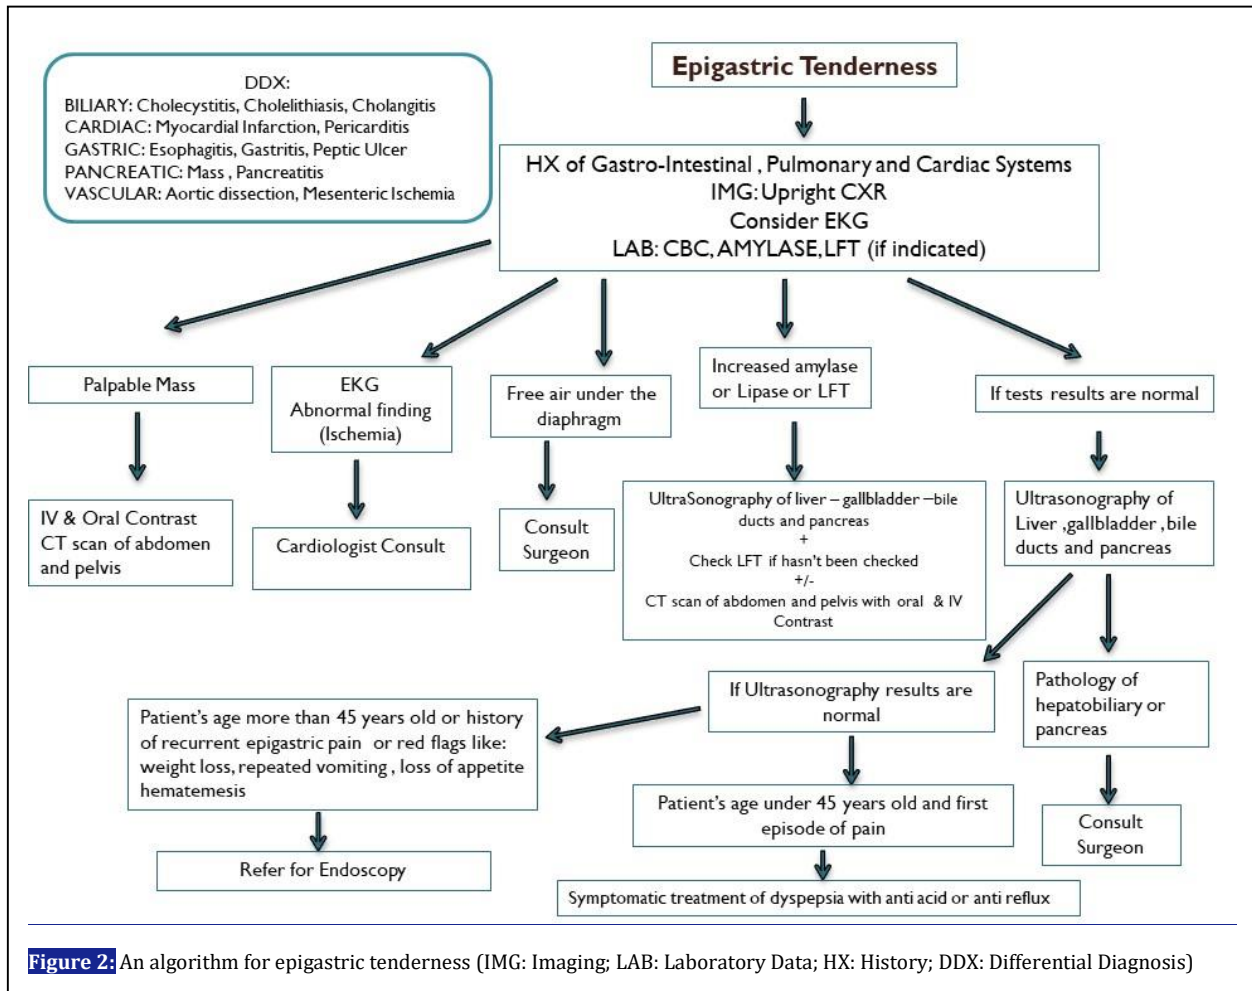 Epigastric Tenderness
DDX:
BILIARY: Cholecystitis, Cholelithiasis, Cholangitis
CARDIAC: Myocardial Infarction, Pericarditis
GASTRIC: Esophagitis, Gastritis, Peptic Ulcer
PANCREATIC: Mass , Pancreatitis
VASCULAR: Aortic dissection, Mesenteric Ischemia
HX of Gastro-Intestinal , Pulmonary and Cardiac Systems
IMG: Upright CXR
Consider EKG
LAB: CBC, AMYLASE, LFT (if indicated)
Palpable Mass
EKG
Abnormal finding
(Ischemia)
Free air under the
diaphragm
Increased amylase
or Lipase or LFT
If tests results are normal
IV & Oral Contrast
CT scan of abdomen
and pelvis
Cardiologist Consult
Consult
Surgeon
UltraSonography of liver – gallbladder –bile
ducts and pancreas
+
Check LFT if hasn't been checked
+/-
CT scan of abdomen and pelvis with oral & IV
Contrast
Ultrasonography of
Liver ,gallbladder ,bile
ducts and pancreas
If Ultrasonography results are
normal
Pathology of
hepatobiliary or
pancreas
Patient's age more than 45 years old or history
of recurrent epigastric pain or red flags like:
weight loss, repeated vomiting , loss of appetite
hematemesis
Patient's age under 45 years old and first
episode of pain
Consult
Surgeon
Refer for Endoscopy
Symptomatic treatment of dyspepsia with anti acid or anti reflux
Figure 2: An algorithm for epigastric tenderness (IMG: Imaging; LAB: Laboratory Data; HX: History; DDX: Differential Diagnosis)